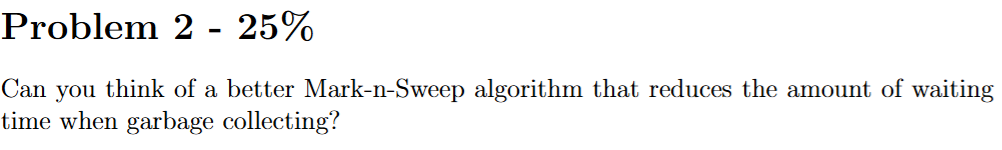 Problem 2 - 25%
Can you think of a better Mark-n-Sweep algorithm that reduces the amount of waiting
time when garbage collecting?